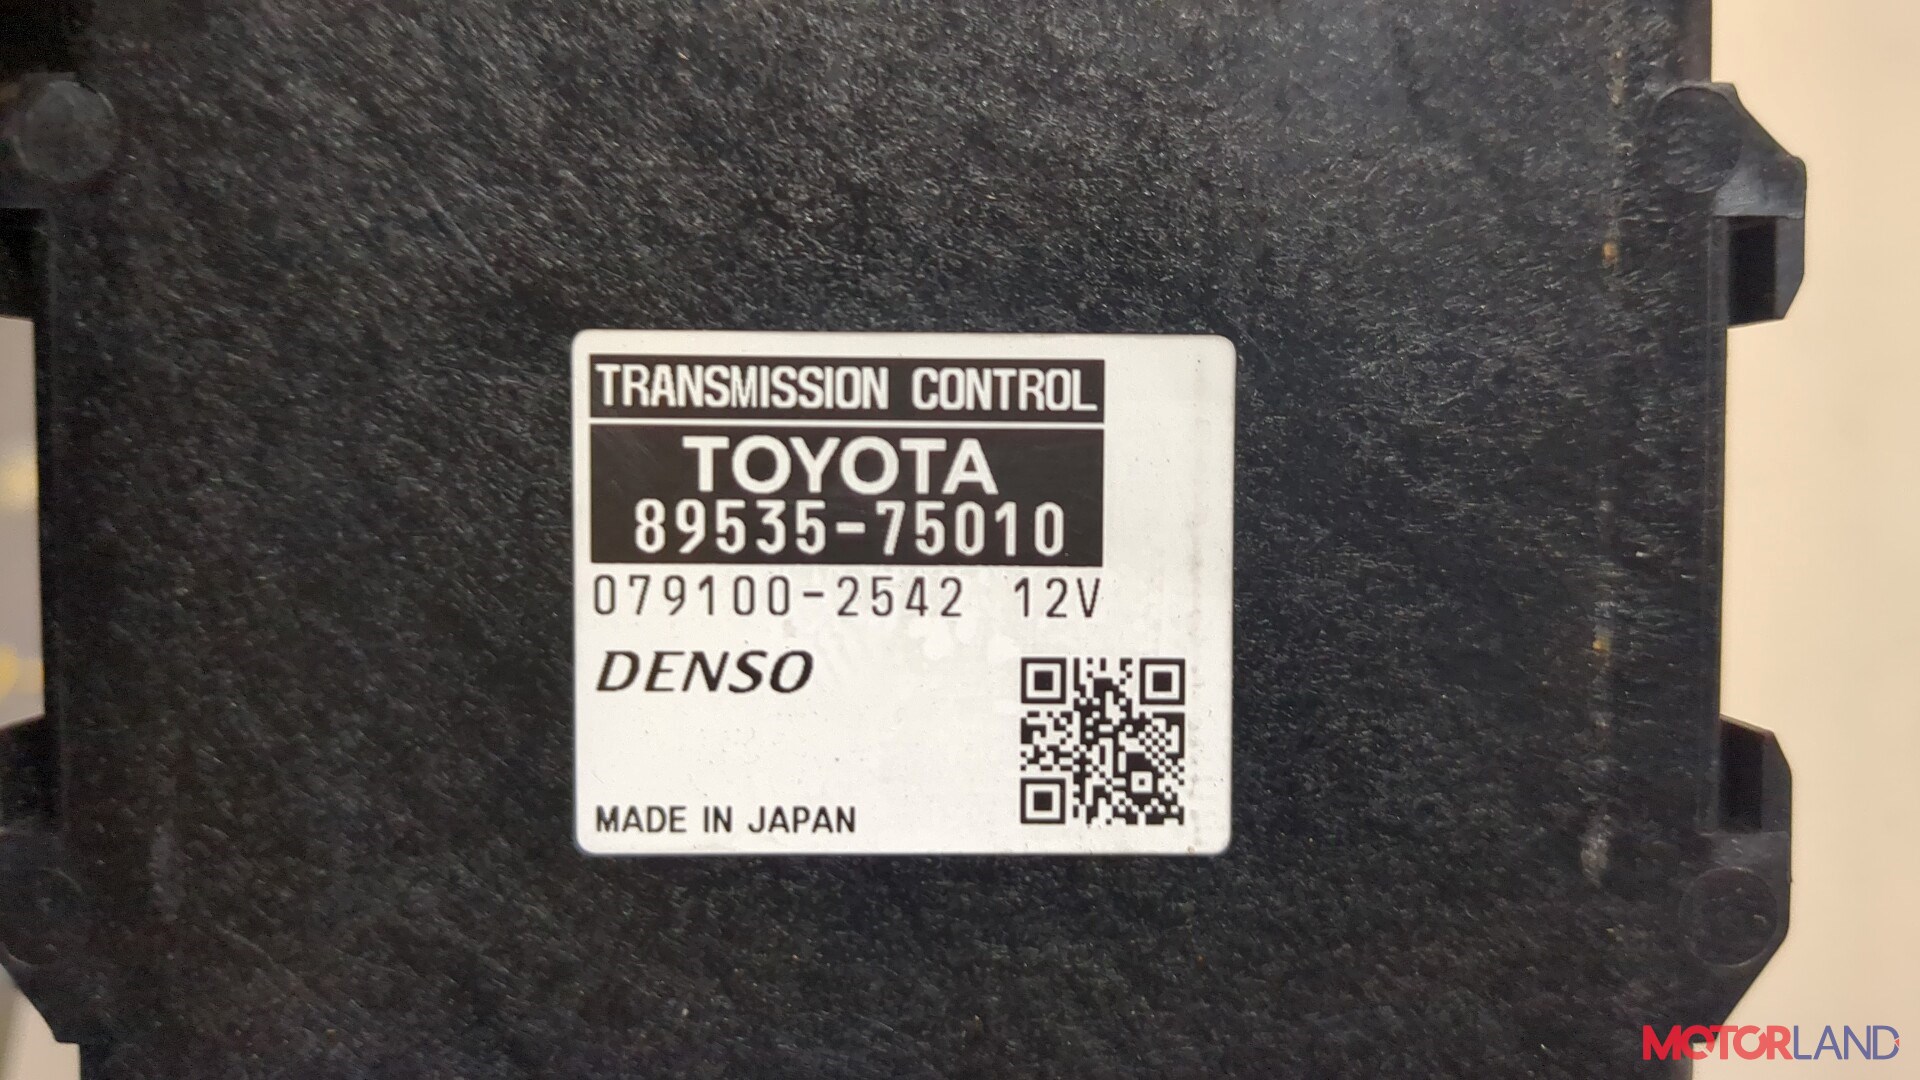 TRANSMISSION CONTROL
TOYOTA
89535-75010
079100-2542 12V
DENSO
MADE IN JAPAN
MOTORLAND